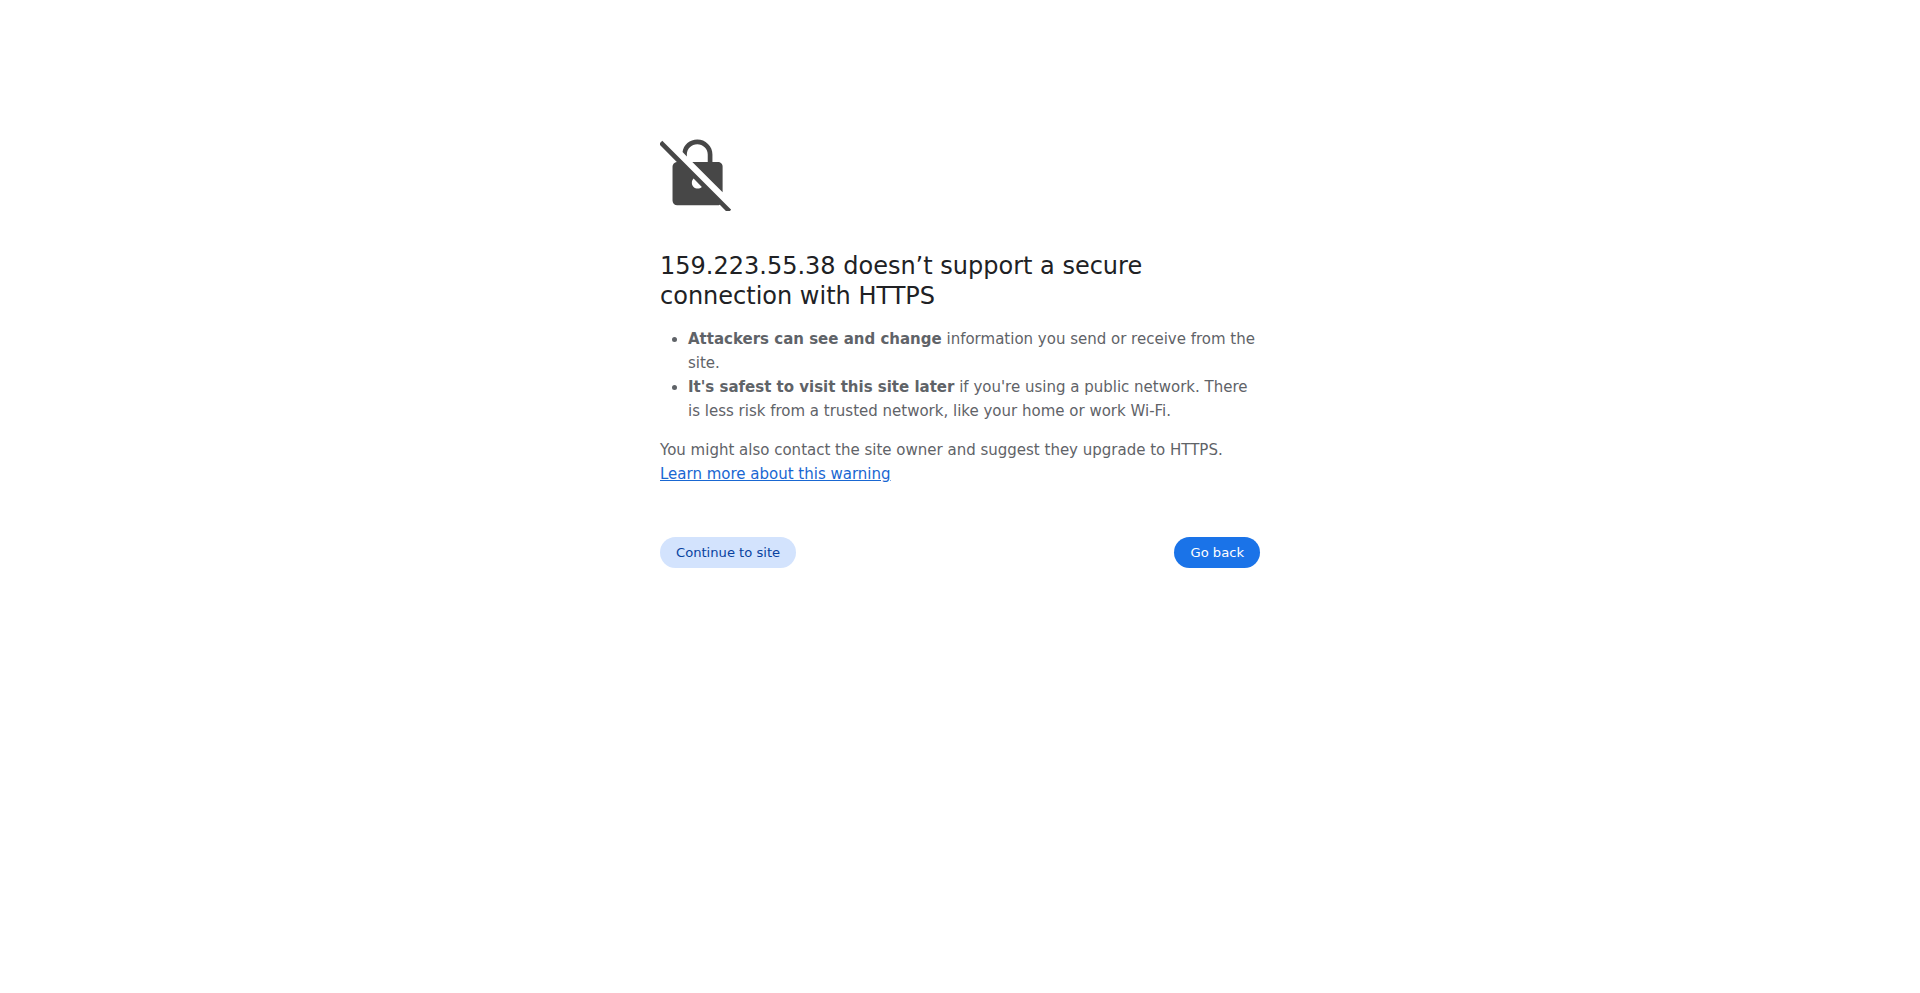 159.223.55.38 doesn’t support a secure
connection with HTTPS
Attackers can see and change information you send or receive from the
site.
It's safest to visit this site later if you're using a public network. There
is less risk from a trusted network, like your home or work Wi-Fi.
You might also contact the site owner and suggest they upgrade to HTTPS.
Learn more about this warning
Continue to site
Go back